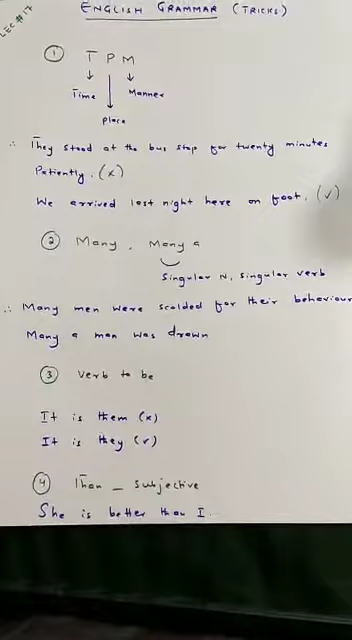 LEC # 17
ENGLISH GRAMMAR (TRICKS)
① T P M
Time Manner
Place
∴ They stood at the bus stop for twenty minutes
Patiently. (x)
We arrived last night here on foot. (✓)
② Many, Many a
Singular N, Singular verb
∴ Many men were scolded for their behaviour
Many a man was drown
③ Verb to be
It is them (x)
It is they (✓)
④ Than _ Subjective
She is better than I.